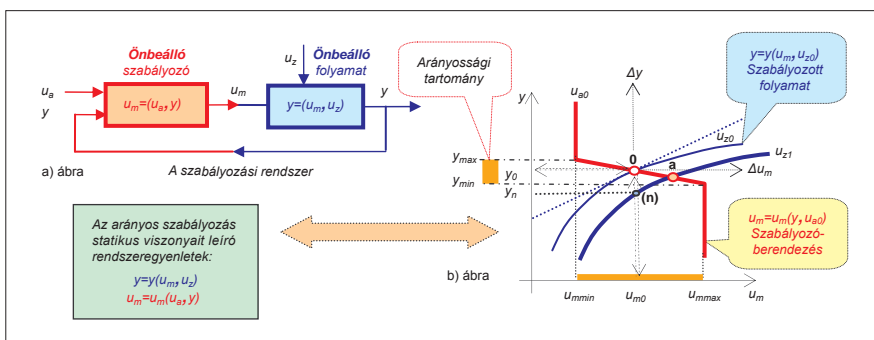 Önbeálló
szabályozó
u_a
y
u_m=(u_a, y)
u_m
u_z
Önbeálló
folyamat
y=(u_m, u_z)
y
a) ábra
A szabályozási rendszer
Az arányos szabályozás
statikus viszonyait leíró
rendszeregyenletek:
y=y(u_m, u_z)
u_m=u_m(u_a, y)
Arányossági
tartomány
y_max
y_min
y
y_0
y_n
u_a0
Δy
0
a
(n)
u_z0
u_z1
Δu_m
y=y(u_m, u_z0)
Szabályozott
folyamat
u_m=u_m(y, u_a0)
Szabályozó-
berendezés
b) ábra
u_mmin
u_m0
u_mmax
u_m